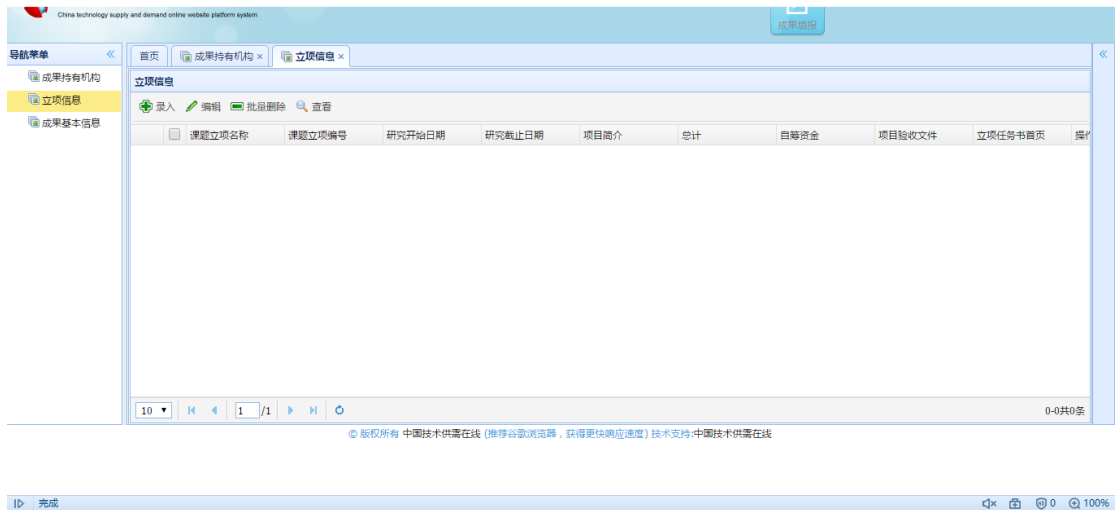 China technology supply and demand online website platform system
成果填报
导航菜单
首页 成果持有机构 × 立项信息 ×
成果持有机构
立项信息
成果基本信息
立项信息
录入 编辑 批量删除 查看
课题立项名称 课题立项编号 研究开始日期 研究截止日期 项目简介 总计 自筹资金 项目验收文件 立项任务书首页 操作
10 1 /1 0-0共0条
© 版权所有 中国技术供需在线 (推荐谷歌浏览器，获得更快响应速度) 技术支持:中国技术供需在线
完成 0 100%